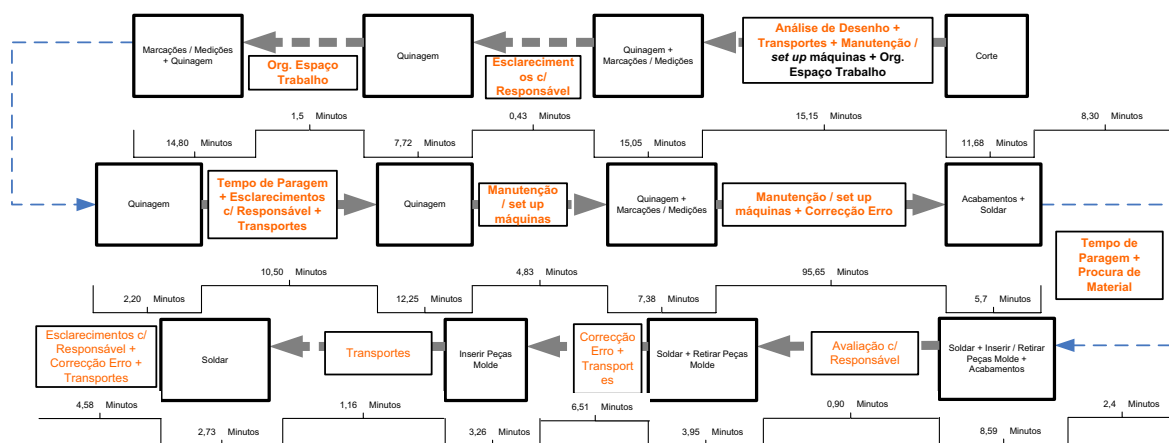 Marcações / Medições
+ Quinagem
Org. Espaço
Trabalho
Quinagem
Esclareciment
os c/
Responsável
Quinagem +
Marcações / Medições
Análise de Desenho +
Transportes + Manutenção /
set up máquinas + Org.
Espaço Trabalho
Corte
14,80 Minutos
1,5 Minutos
7,72 Minutos
0,43 Minutos
15,05 Minutos
15,15 Minutos
11,68 Minutos
8,30 Minutos
Quinagem
Tempo de Paragem
+ Esclarecimentos
c/ Responsável +
Transportes
Quinagem
Manutenção
/ set up
máquinas
Quinagem +
Marcações / Medições
Manutenção / set up
máquinas + Correcção Erro
Acabamentos +
Soldar
Tempo de
Paragem +
Procura de
Material
2,20 Minutos
10,50 Minutos
12,25 Minutos
4,83 Minutos
7,38 Minutos
95,65 Minutos
5,7 Minutos
Esclarecimentos c/
Responsável +
Correcção Erro +
Transportes
Soldar
Transportes
Inserir Peças
Molde
Correcção
Erro +
Transport
es
Soldar + Retirar Peças
Molde
Avaliação c/
Responsável
Soldar + Inserir / Retirar
Peças Molde +
Acabamentos
4,58 Minutos
2,73 Minutos
1,16 Minutos
3,26 Minutos
6,51 Minutos
3,95 Minutos
0,90 Minutos
8,59 Minutos
2,4 Minutos